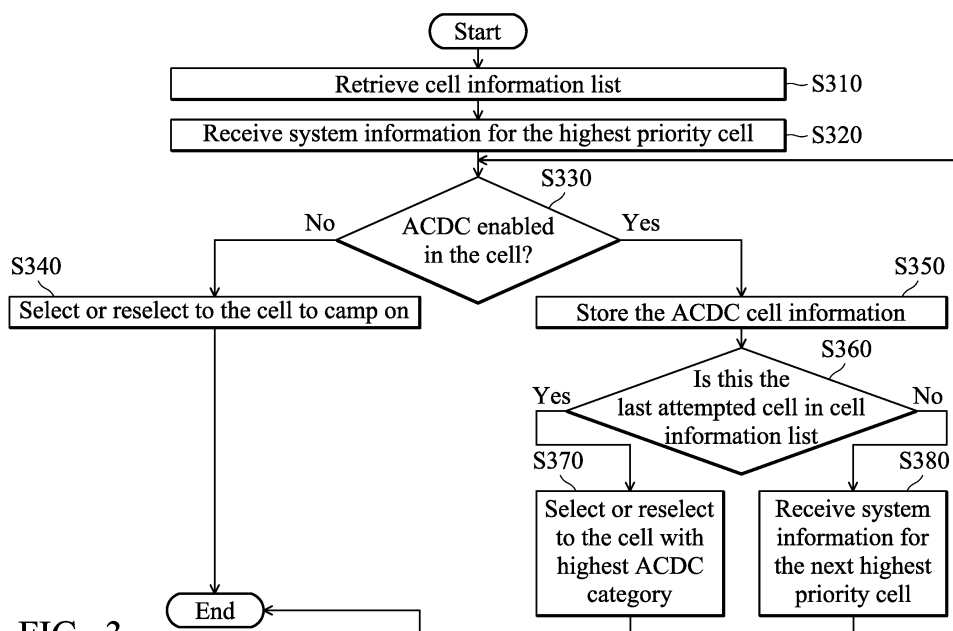 Start
Retrieve cell information list
S310
Receive system information for the highest priority cell
S320
S330
No
ACDC enabled
in the cell?
Yes
S340
Select or reselect to the cell to camp on
S350
Store the ACDC cell information
S360
Yes
Is this the
last attempted cell in cell
information list
No
S370
Select or reselect
to the cell with
highest ACDC
category
S380
Receive system
information for
the next highest
priority cell
End
FIG. 3